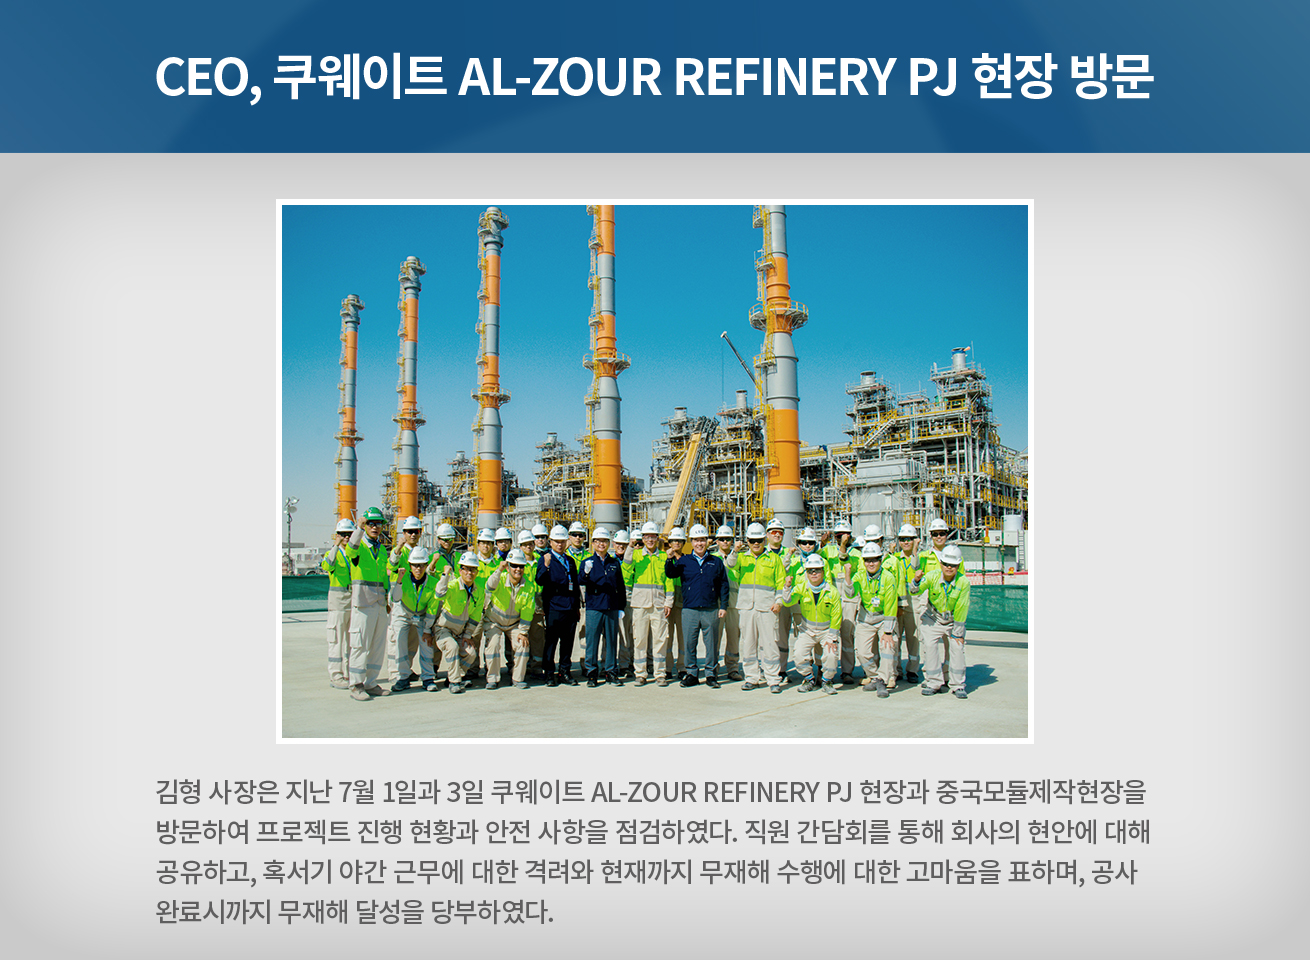 CEO, 쿠웨이트 AL-ZOUR REFINERY PJ 현장 방문
김형 사장은 지난 7월 1일과 3일 쿠웨이트 AL-ZOUR REFINERY PJ 현장과 중국모듈제작현장을
방문하여 프로젝트 진행 현황과 안전 사항을 점검하였다. 직원 간담회를 통해 회사의 현안에 대해
공유하고, 혹서기 야간 근무에 대한 격려와 현재까지 무재해 수행에 대한 고마움을 표하며, 공사
완료시까지 무재해 달성을 당부하였다.